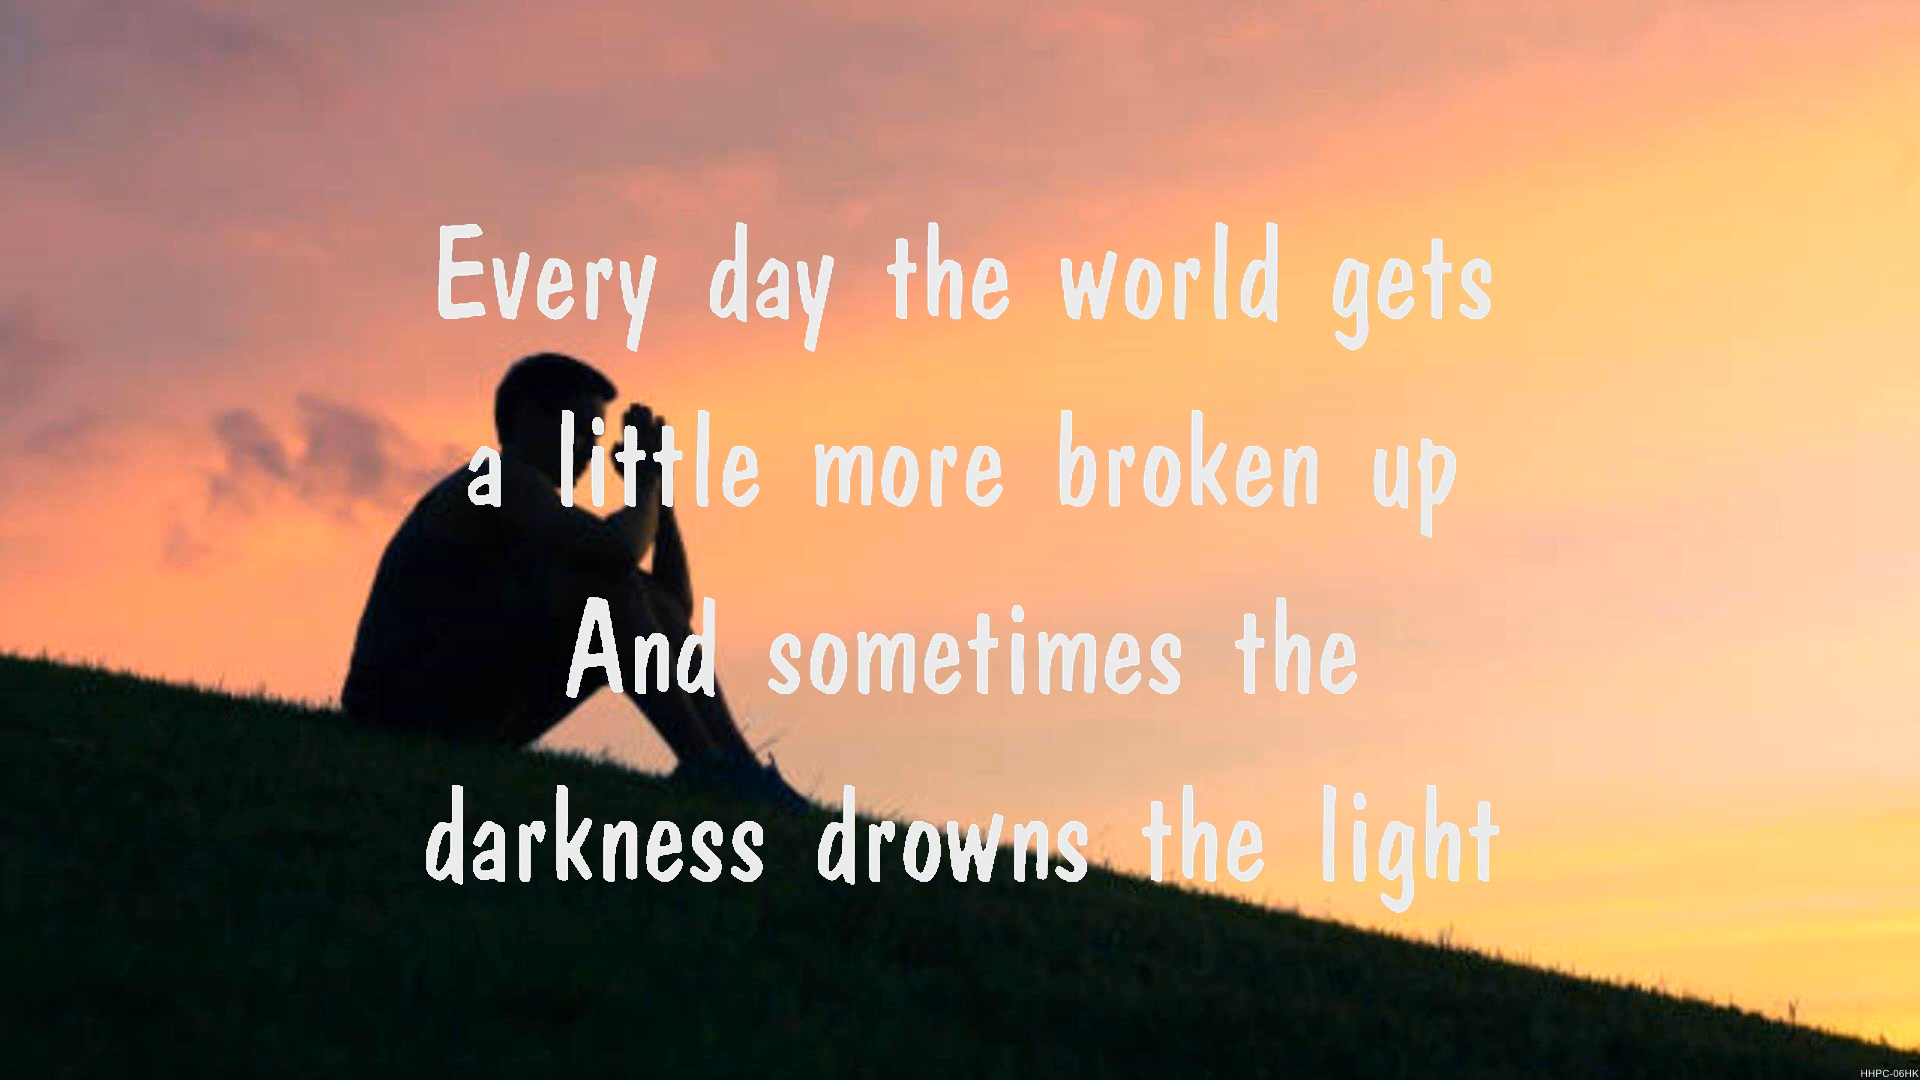 Every day the world gets
a little more broken up
And sometimes the
darkness drowns the light
HHPC-06HK